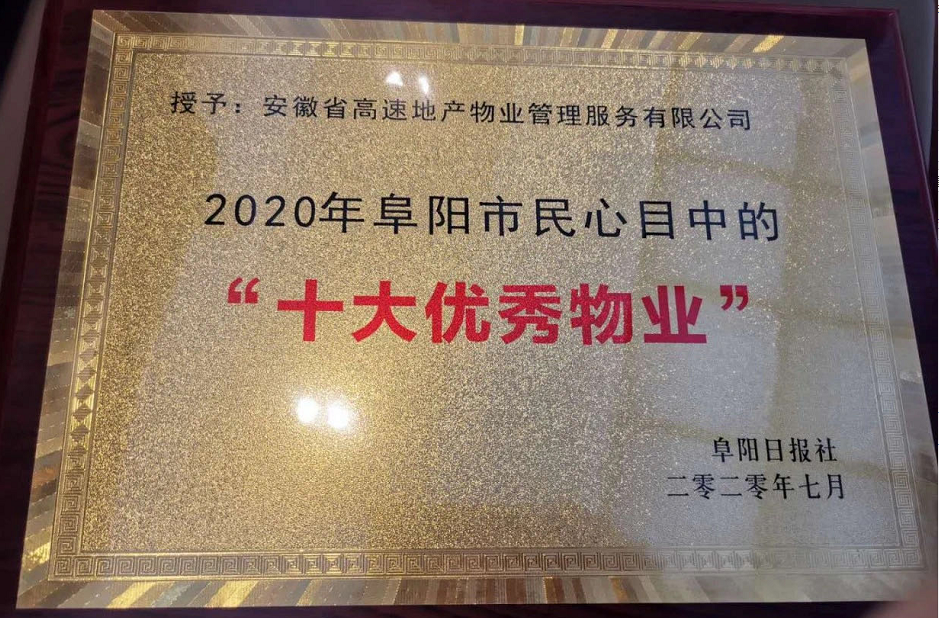 授予：安徽省高速地产物业管理服务有限公司
2020年阜阳市民心目中的
“十大优秀物业”
阜阳日报社
二零二零年七月